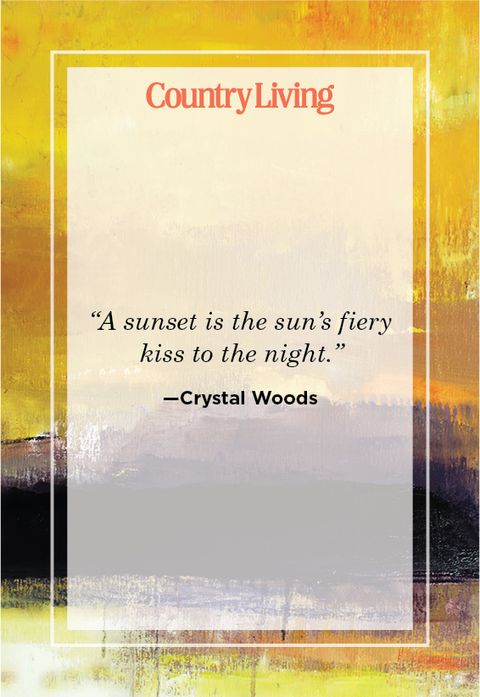 Country Living
“A sunset is the sun’s fiery
kiss to the night.”
—Crystal Woods